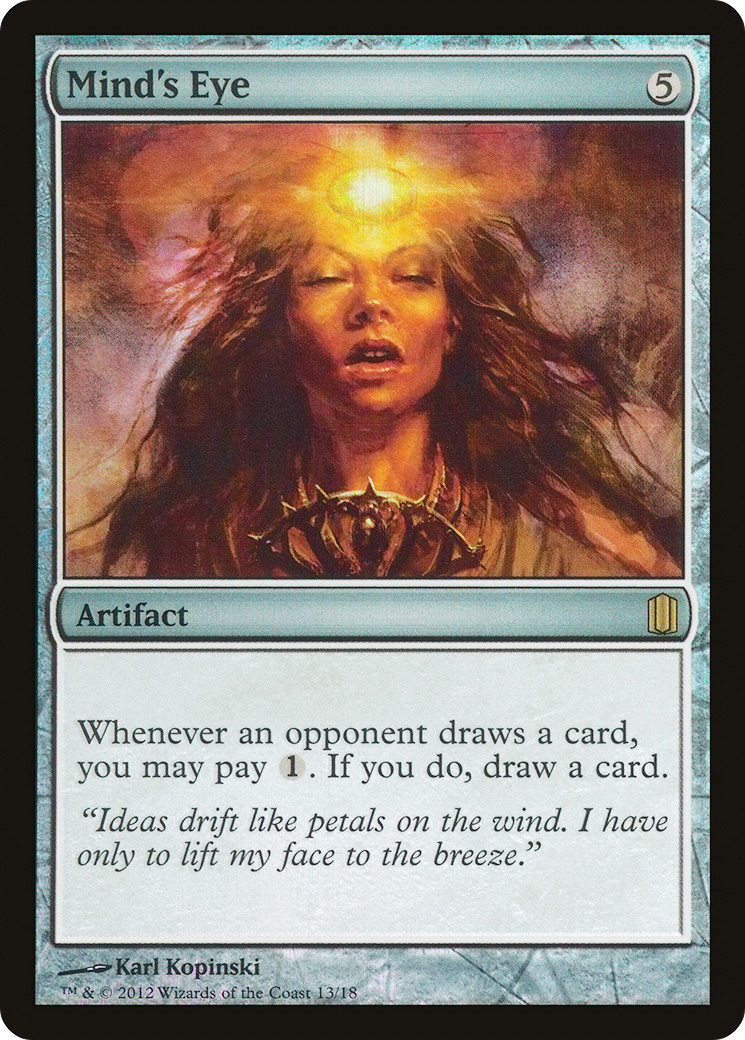 Mind's Eye 5
Artifact
Whenever an opponent draws a card,
you may pay 1. If you do, draw a card.
“Ideas drift like petals on the wind. I have
only to lift my face to the breeze.”
Karl Kopinski
™ & © 2012 Wizards of the Coast 13/18